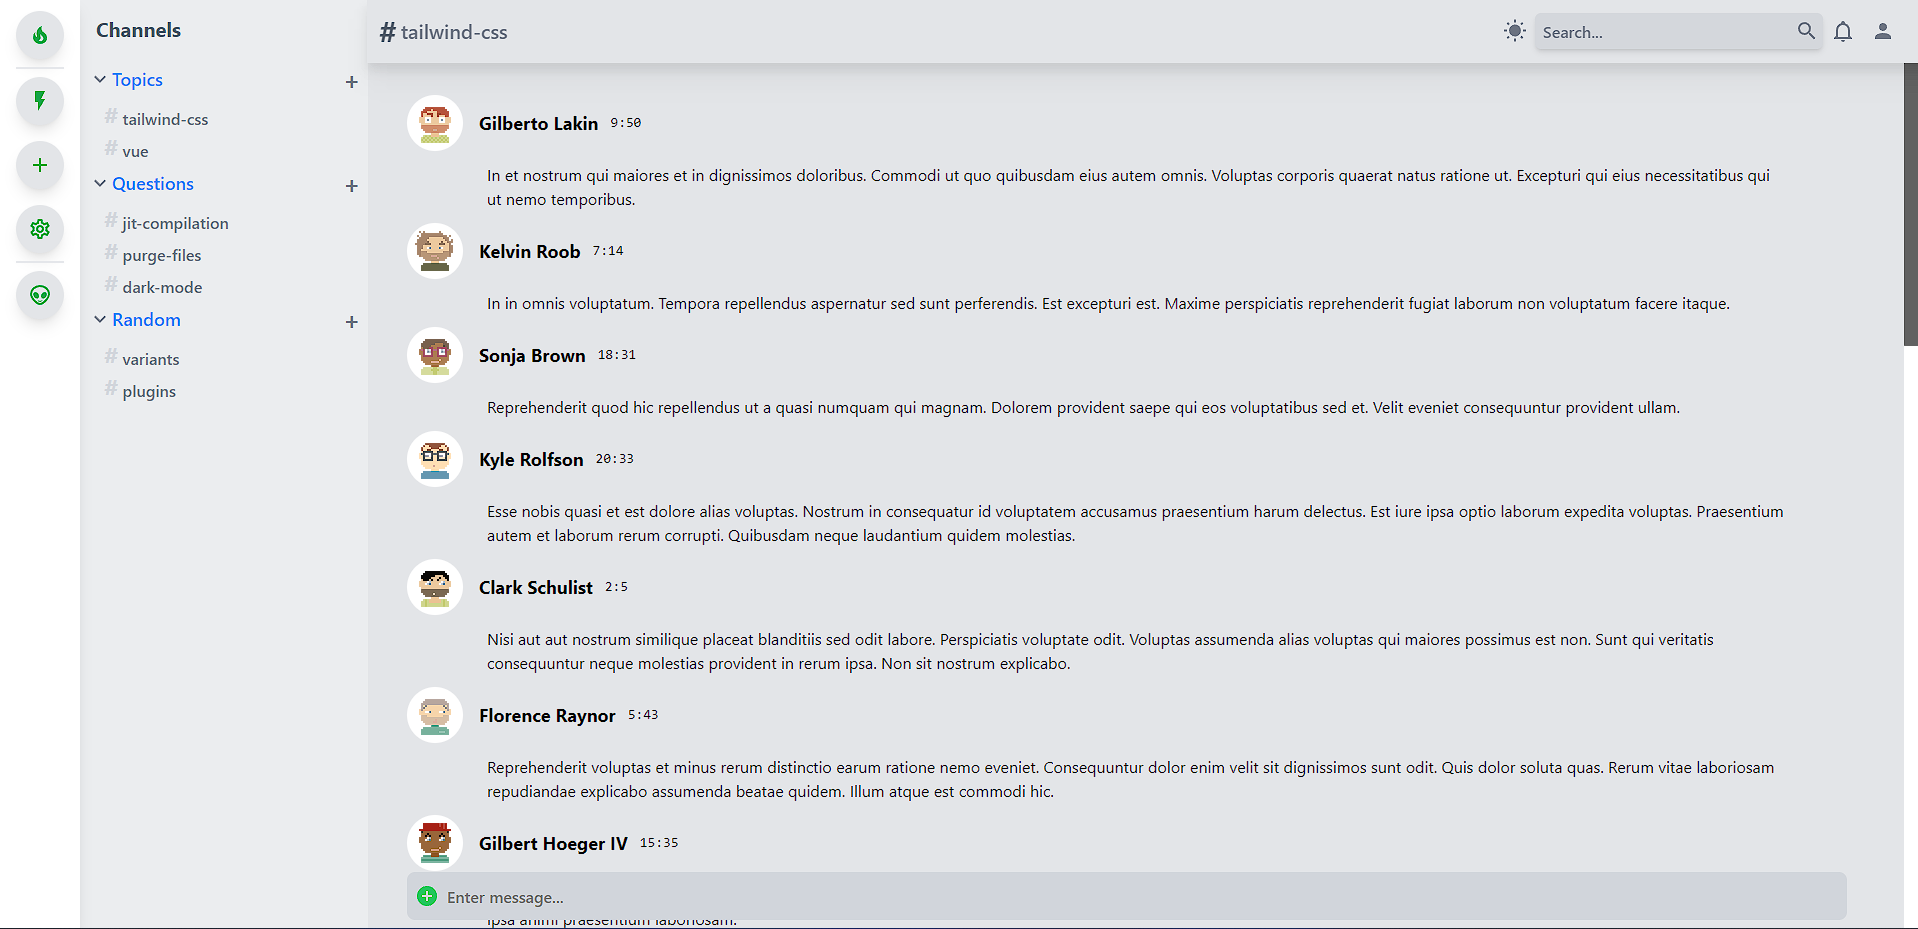 Channels
Topics
# tailwind-css
# vue
Questions
# jit-compilation
# purge-files
# dark-mode
Random
# variants
# plugins
# tailwind-css
Search...
Gilberto Lakin 9:50
In et nostrum qui maiores et in dignissimos doloribus. Commodi ut quo quibusdam eius autem omnis. Voluptas corporis quaerat natus ratione ut. Excepturi qui eius necessitatibus qui
ut nemo temporibus.
Kelvin Roob 7:14
In in omnis voluptatum. Tempora repellendus aspernatur sed sunt perferendis. Est excepturi est. Maxime perspiciatis reprehenderit fugiat laborum non voluptatum facere itaque.
Sonja Brown 18:31
Reprehenderit quod hic repellendus ut a quasi numquam qui magnam. Dolorem provident saepe qui eos voluptatibus sed et. Velit eveniet consequuntur provident ullam.
Kyle Rolfson 20:33
Esse nobis quasi et est dolore alias voluptas. Nostrum in consequatur id voluptatem accusamus praesentium harum delectus. Est iure ipsa optio laborum expedita voluptas. Praesentium
autem et laborum rerum corrupti. Quibusdam neque laudantium quidem molestias.
Clark Schulist 2:5
Nisi aut aut nostrum similique placeat blanditiis sed odit labore. Perspiciatis voluptate odit. Voluptas assumenda alias voluptas qui maiores possimus est non. Sunt qui veritatis
consequuntur neque molestias provident in rerum ipsa. Non sit nostrum explicabo.
Florence Raynor 5:43
Reprehenderit voluptas et minus rerum distinctio earum ratione nemo eveniet. Consequuntur dolor enim velit sit dignissimos sunt odit. Quis dolor soluta quas. Rerum vitae laboriosam
repudiandae explicabo assumenda beatae quidem. Illum atque est commodi hic.
Gilbert Hoeger IV 15:35
Enter message...
ipsa animi praesentium laboriosam.